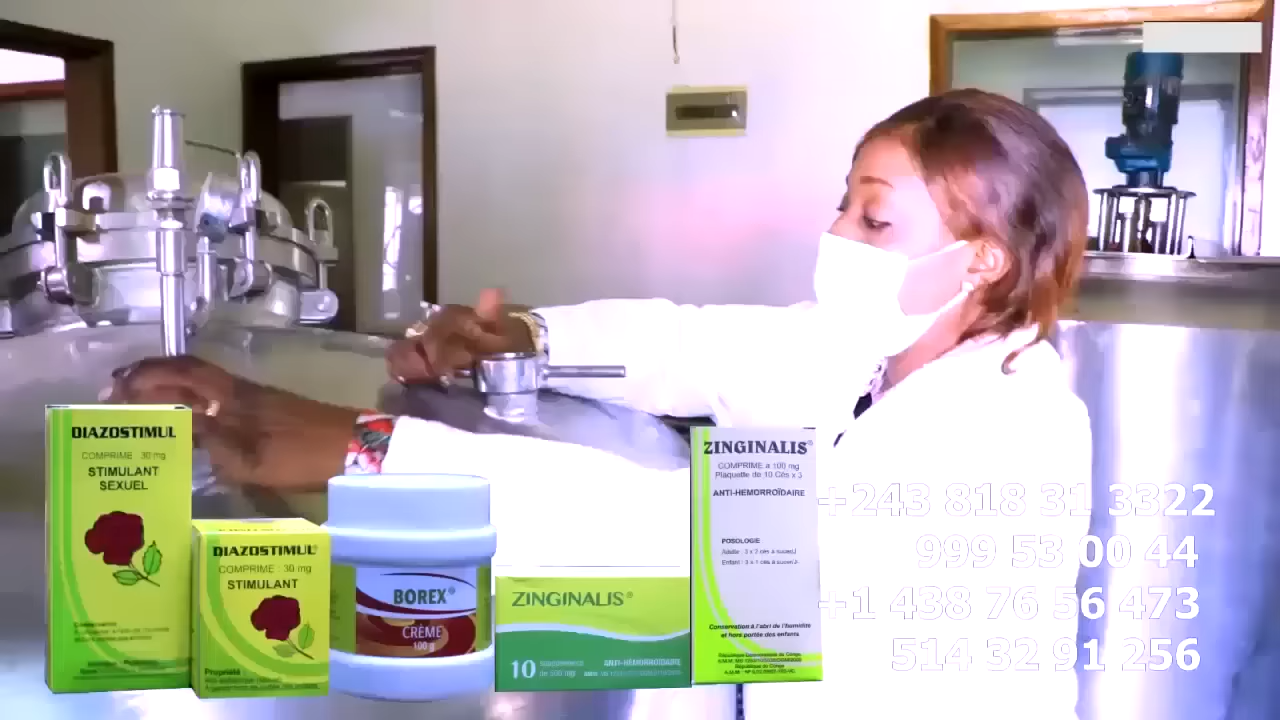 DIAZOSTIMUL
COMPRIME : 30 mg
STIMULANT
SEXUEL
DIAZOSTIMUL
COMPRIME : 30 mg
STIMULANT
Propriété
BOREX®
CRÈME
100 g
ZINGINALIS®
10
ANTI-HÉMORROÏDAIRE
ZINGINALIS®
COMPRIME a 100 mg
Plaquette de 10 Cés x 3
ANTI-HEMORROÏDAIRE
POSOLOGIE
Conservation à l'abri de l'humidité
et hors portée des enfants
+243 818 31 3322
999 53 00 44
+1 438 76 56 473
514 32 91 256